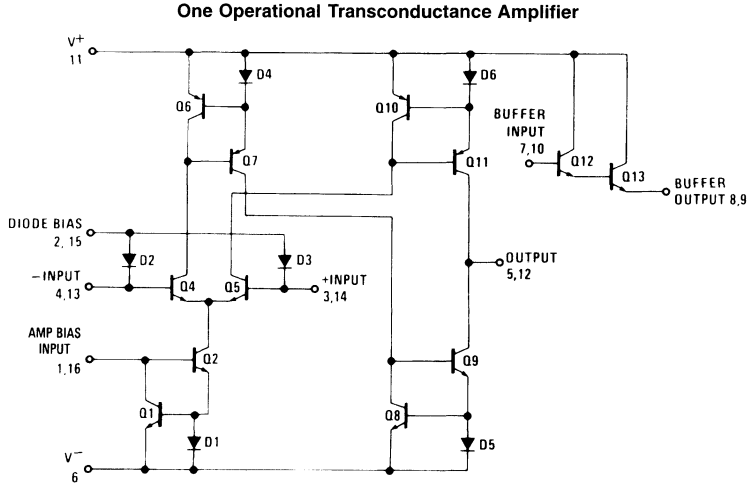 One Operational Transconductance Amplifier
V+
11
D4
D6
Q6
Q10
BUFFER
INPUT
7,10
Q7
Q11
Q12
Q13
BUFFER
OUTPUT 8,9
DIODE BIAS
2, 15
D2
D3
OUTPUT
5,12
–INPUT
4,13
Q4
Q5
+INPUT
3,14
AMP BIAS
INPUT
1,16
Q2
Q9
Q1
Q8
D1
D5
V–
6